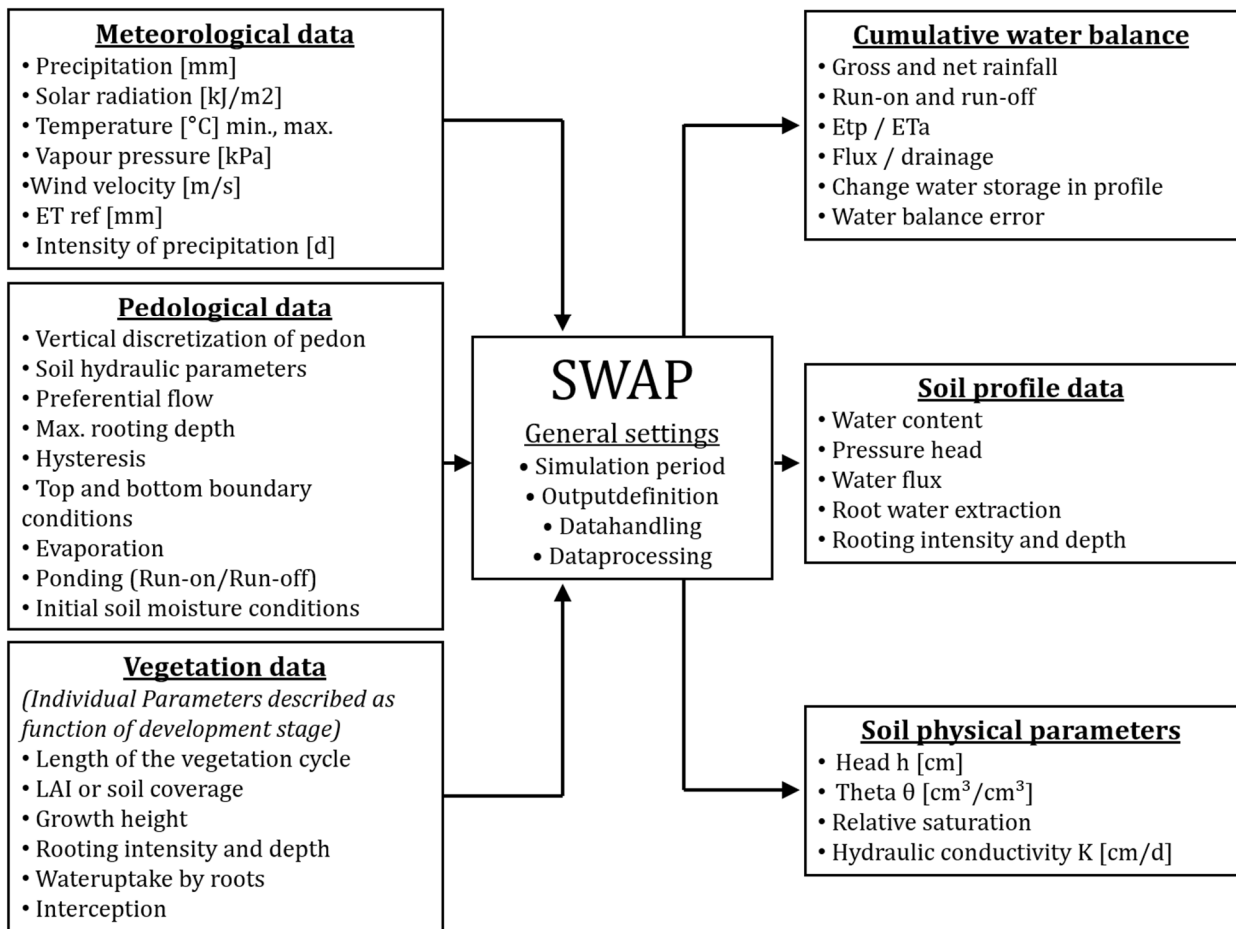 Meteorological data
• Precipitation [mm]
• Solar radiation [kJ/m2]
• Temperature [°C] min., max.
• Vapour pressure [kPa]
•Wind velocity [m/s]
• ET ref [mm]
• Intensity of precipitation [d]
Pedological data
• Vertical discretization of pedon
• Soil hydraulic parameters
• Preferential flow
• Max. rooting depth
• Hysteresis
• Top and bottom boundary
conditions
• Evaporation
• Ponding (Run-on/Run-off)
• Initial soil moisture conditions
Vegetation data
(Individual Parameters described as
function of development stage)
• Length of the vegetation cycle
• LAI or soil coverage
• Growth height
• Rooting intensity and depth
• Wateruptake by roots
• Interception
SWAP
General settings
• Simulation period
• Outputdefinition
• Datahandling
• Dataprocessing
Cumulative water balance
• Gross and net rainfall
• Run-on and run-off
• Etp / ETa
• Flux / drainage
• Change water storage in profile
• Water balance error
Soil profile data
• Water content
• Pressure head
• Water flux
• Root water extraction
• Rooting intensity and depth
Soil physical parameters
• Head h [cm]
• Theta θ [cm³/cm³]
• Relative saturation
• Hydraulic conductivity K [cm/d]